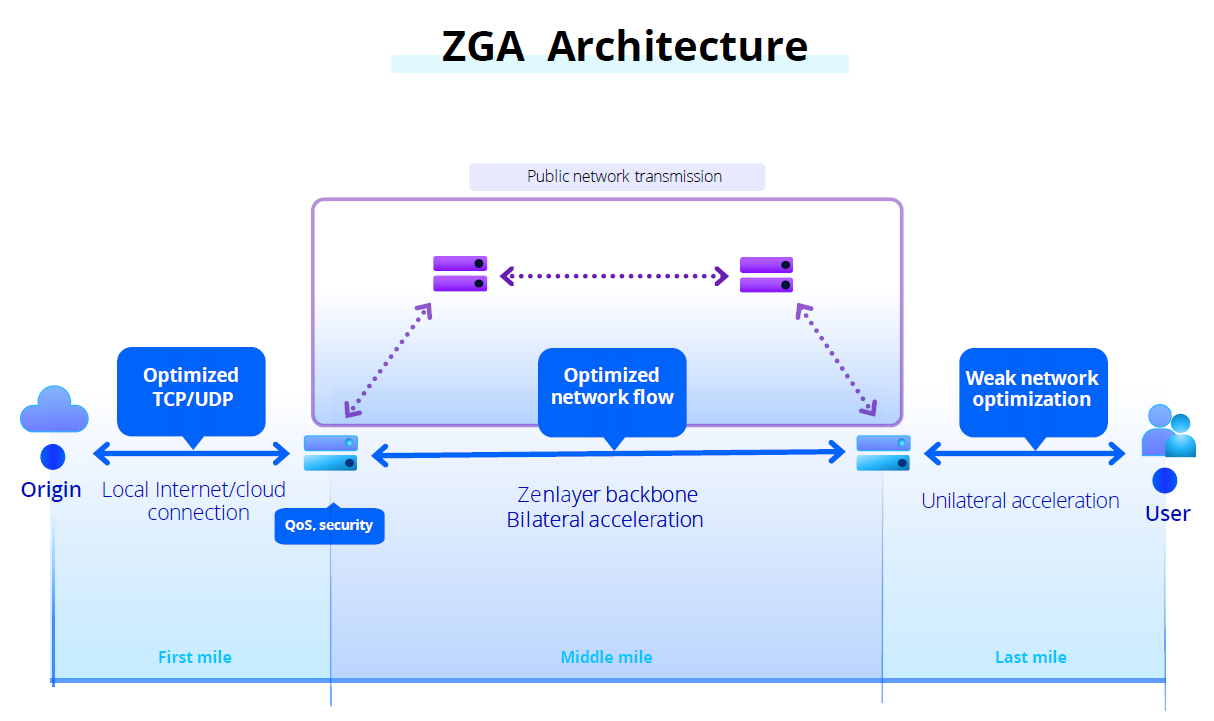 ZGA Architecture
Public network transmission
Optimized
TCP/UDP
Optimized
network flow
Weak network
optimization
Origin
Local Internet/cloud
connection
QoS, security
Zenlayer backbone
Bilateral acceleration
Unilateral acceleration
User
First mile
Middle mile
Last mile